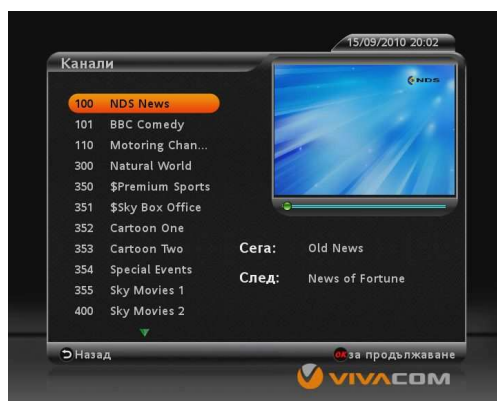 15/09/2010 20:02
Канали
NDS
100 NDS News
101 BBC Comedy
110 Motoring Chan...
300 Natural World
350 $Premium Sports
351 $Sky Box Office
352 Cartoon One
353 Cartoon Two
354 Special Events
355 Sky Movies 1
400 Sky Movies 2
Сега: Old News
След: News of Fortune
Назад
OK за продължаване
VIVACOM